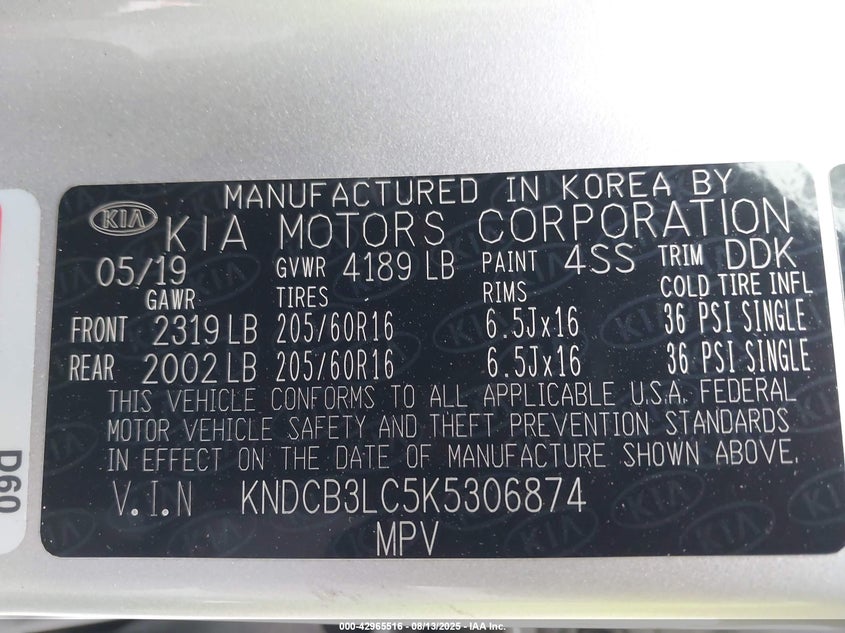 MANUFACTURED IN KOREA BY
KIA KIA MOTORS CORPORATION
05/19 GVWR 4189 LB PAINT 4SS TRIM DDK
GAWR TIRES RIMS COLD TIRE INFL
FRONT 2319 LB 205/60R16 6.5Jx16 36 PSI SINGLE
REAR 2002 LB 205/60R16 6.5Jx16 36 PSI SINGLE
THIS VEHICLE CONFORMS TO ALL APPLICABLE U.S.A. FEDERAL
MOTOR VEHICLE SAFETY AND THEFT PREVENTION STANDARDS
IN EFFECT ON THE DATE OF MANUFACTURE SHOWN ABOVE.
V.I.N KNDCB3LC5K5306874
MPV
D60
000-42965516 - 08/13/2025 - IAA Inc.